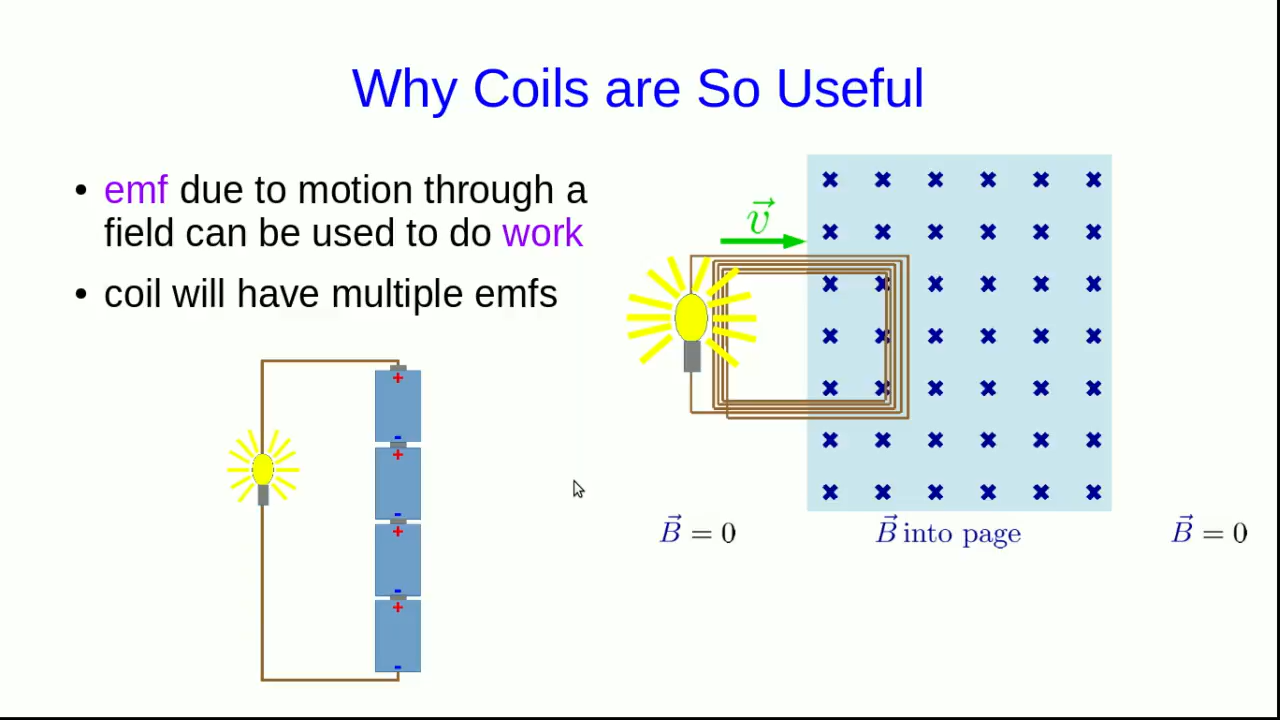 Why Coils are So Useful
• emf due to motion through a
field can be used to do work
• coil will have multiple emfs
+
-
+
-
+
-
+
-
v⃗
B⃗ = 0
B⃗ into page
B⃗ = 0